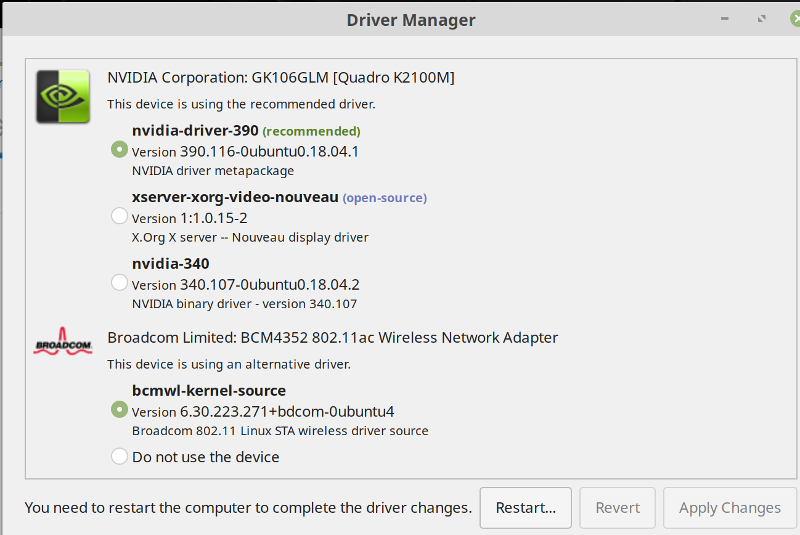 Driver Manager
NVIDIA Corporation: GK106GLM [Quadro K2100M]
This device is using the recommended driver.
nvidia-driver-390 (recommended)
Version 390.116-0ubuntu0.18.04.1
NVIDIA driver metapackage
xserver-xorg-video-nouveau (open-source)
Version 1:1.0.15-2
X.Org X server -- Nouveau display driver
nvidia-340
Version 340.107-0ubuntu0.18.04.2
NVIDIA binary driver - version 340.107
BROADCOM.
Broadcom Limited: BCM4352 802.11ac Wireless Network Adapter
This device is using an alternative driver.
bcmwl-kernel-source
Version 6.30.223.271+bdcom-0ubuntu4
Broadcom 802.11 Linux STA wireless driver source
Do not use the device
You need to restart the computer to complete the driver changes. Restart... Revert Apply Changes